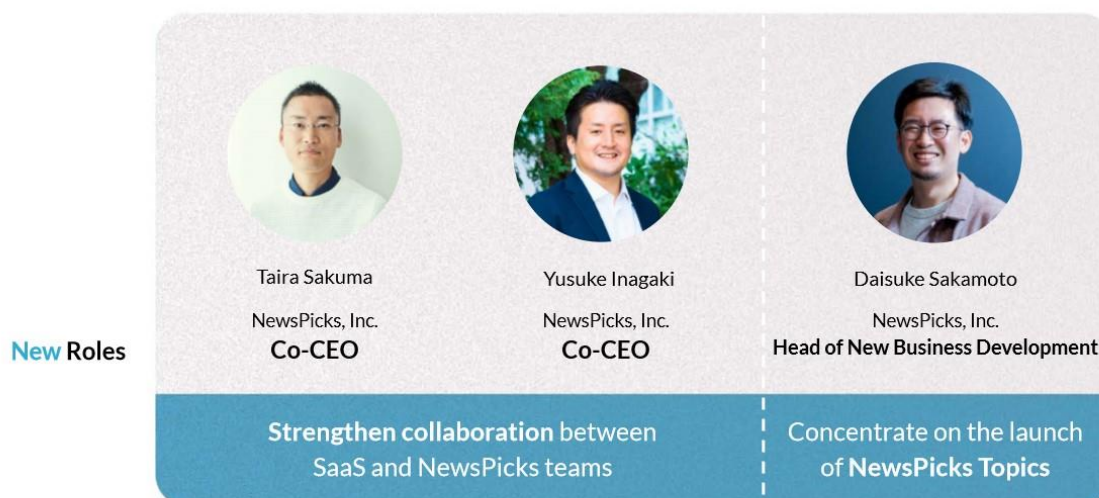 Taira Sakuma
Yusuke Inagaki
Daisuke Sakamoto
NewsPicks, Inc.
NewsPicks, Inc.
NewsPicks, Inc.
New Roles
Co-CEO
Co-CEO
Head of New Business Development
Strengthen collaboration between
SaaS and NewsPicks teams
Concentrate on the launch
of NewsPicks Topics